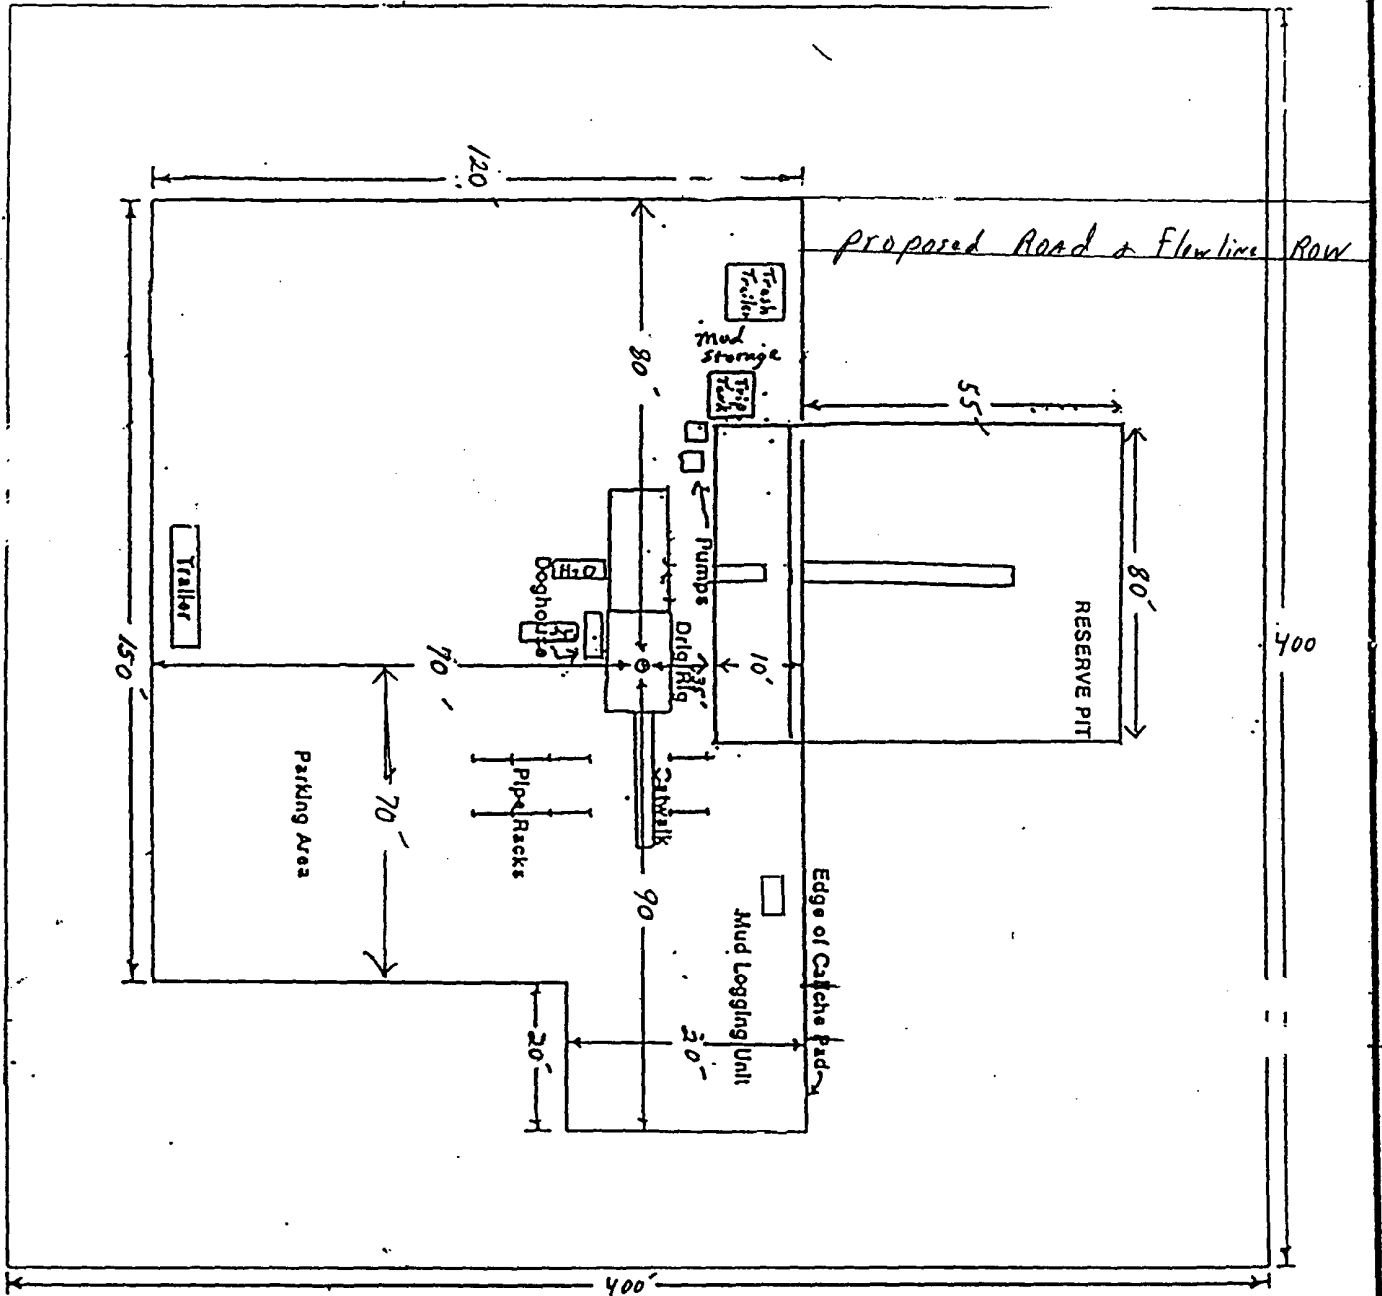 120'
Proposed Road & Flowline ROW
Trash
Trailer
Mud
Storage
Trip
Tank
80'
55'
80'
Pumps
RESERVE PIT
400
H2O
Doghouse
Drlg Rig
10'
35'
Trailer
150'
70'
70'
Parking Area
Pipe Racks
Catwalk
90
Mud Logging Unit
Edge of Caliche Pad
20'
400'